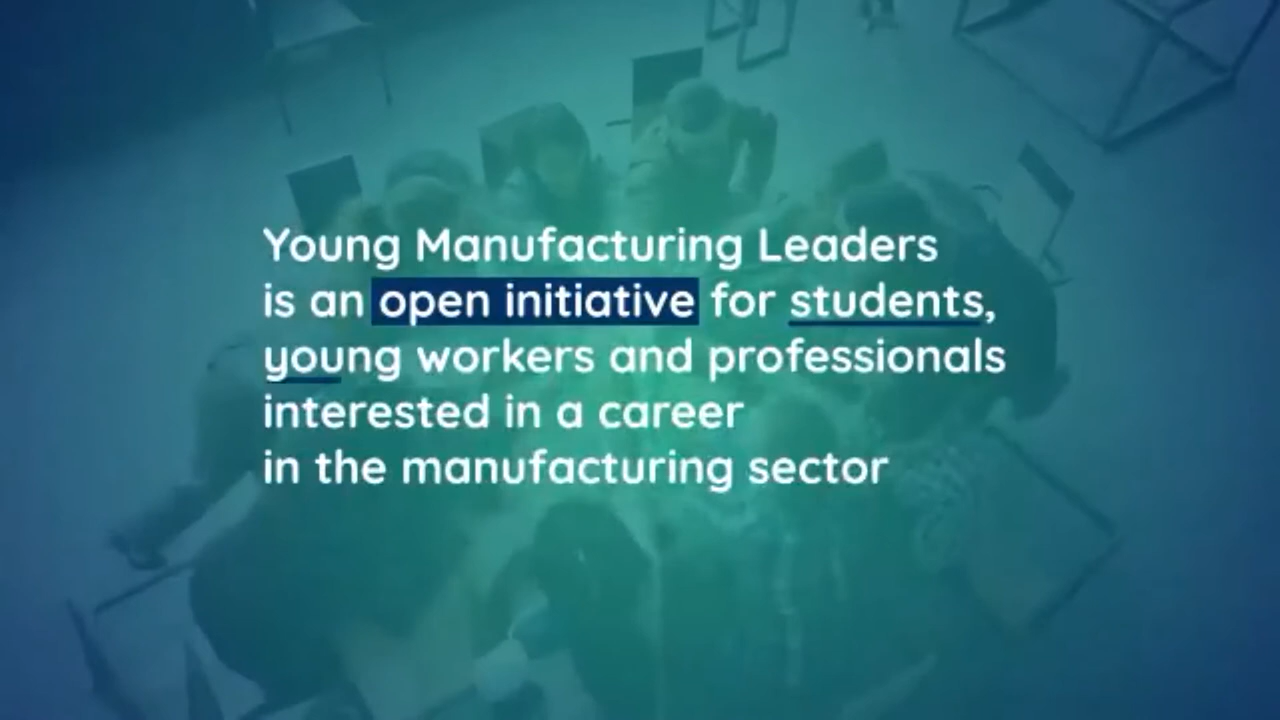 Young Manufacturing Leaders
is an open initiative for students,
young workers and professionals
interested in a career
in the manufacturing sector